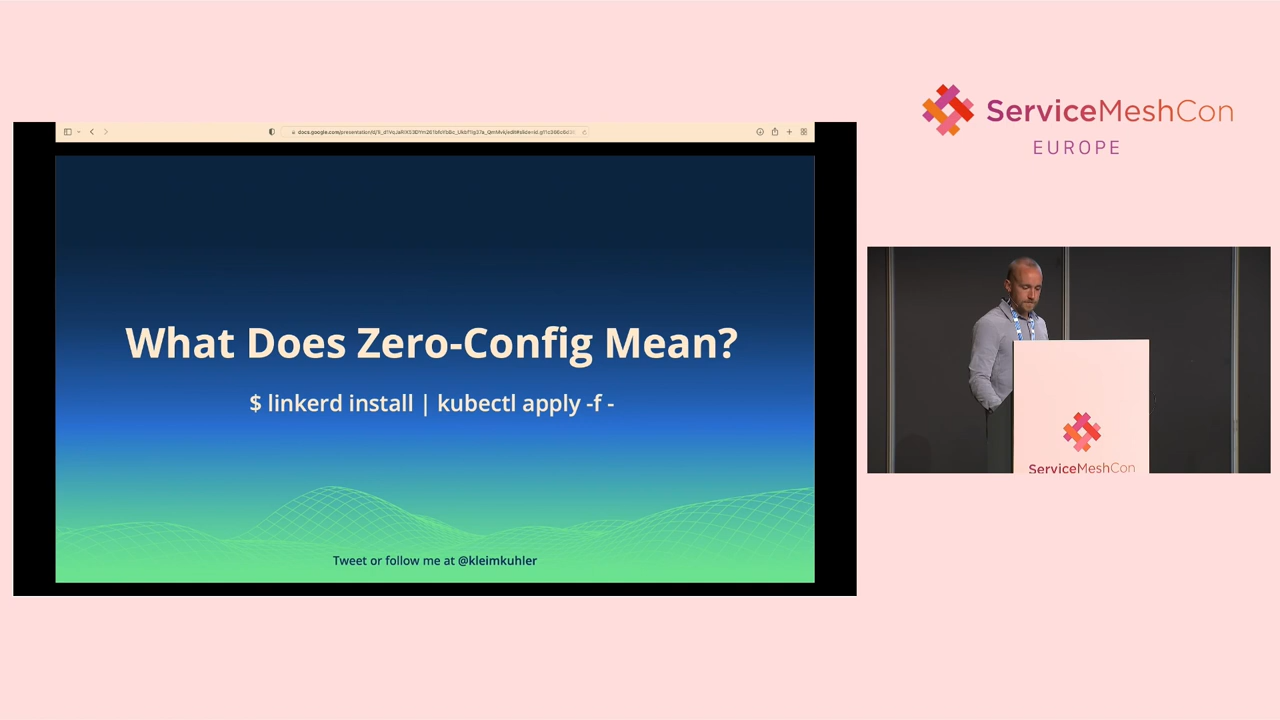 ServiceMeshCon
EUROPE
What Does Zero-Config Mean?
$ linkerd install | kubectl apply -f -
Tweet or follow me at @kleimkuhler
ServiceMeshCon